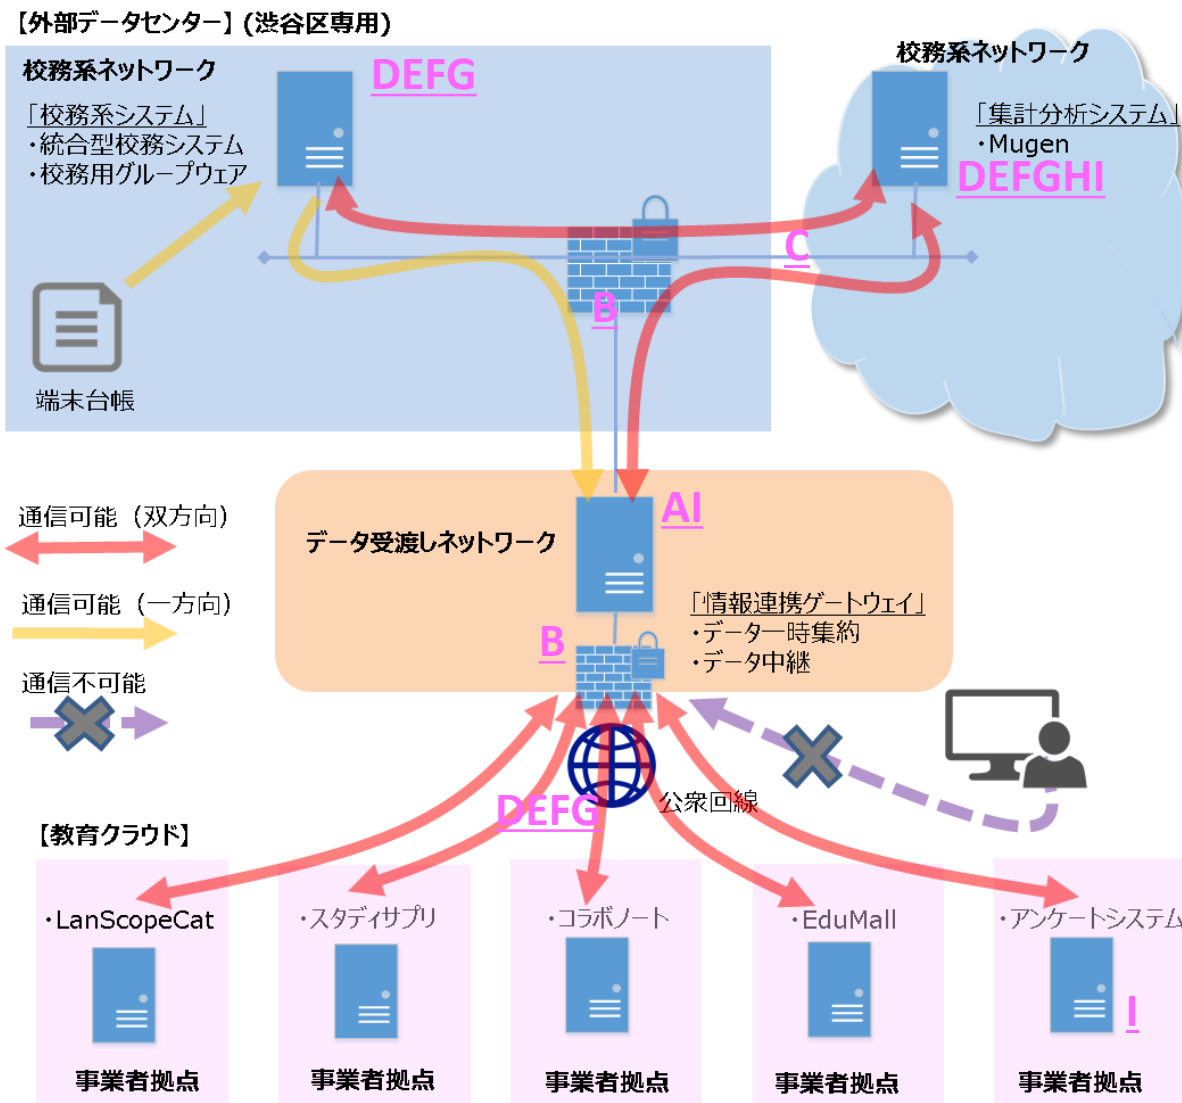 【外部データセンター】(渋谷区専用)
校務系ネットワーク
DEFG
「校務系システム」
・統合型校務システム
・校務用グループウェア
校務系ネットワーク
「集計分析システム」
・Mugen
DEFGHI
C
B
端末台帳
通信可能（双方向）
通信可能（一方向）
通信不可能
データ受渡しネットワーク
AI
「情報連携ゲートウェイ」
・データ一時集約
・データ中継
B
公衆回線
DEFG
【教育クラウド】
・LanScopeCat
・スタディサプリ
・コラボノート
・EduMall
・アンケートシステム
I
事業者拠点
事業者拠点
事業者拠点
事業者拠点
事業者拠点